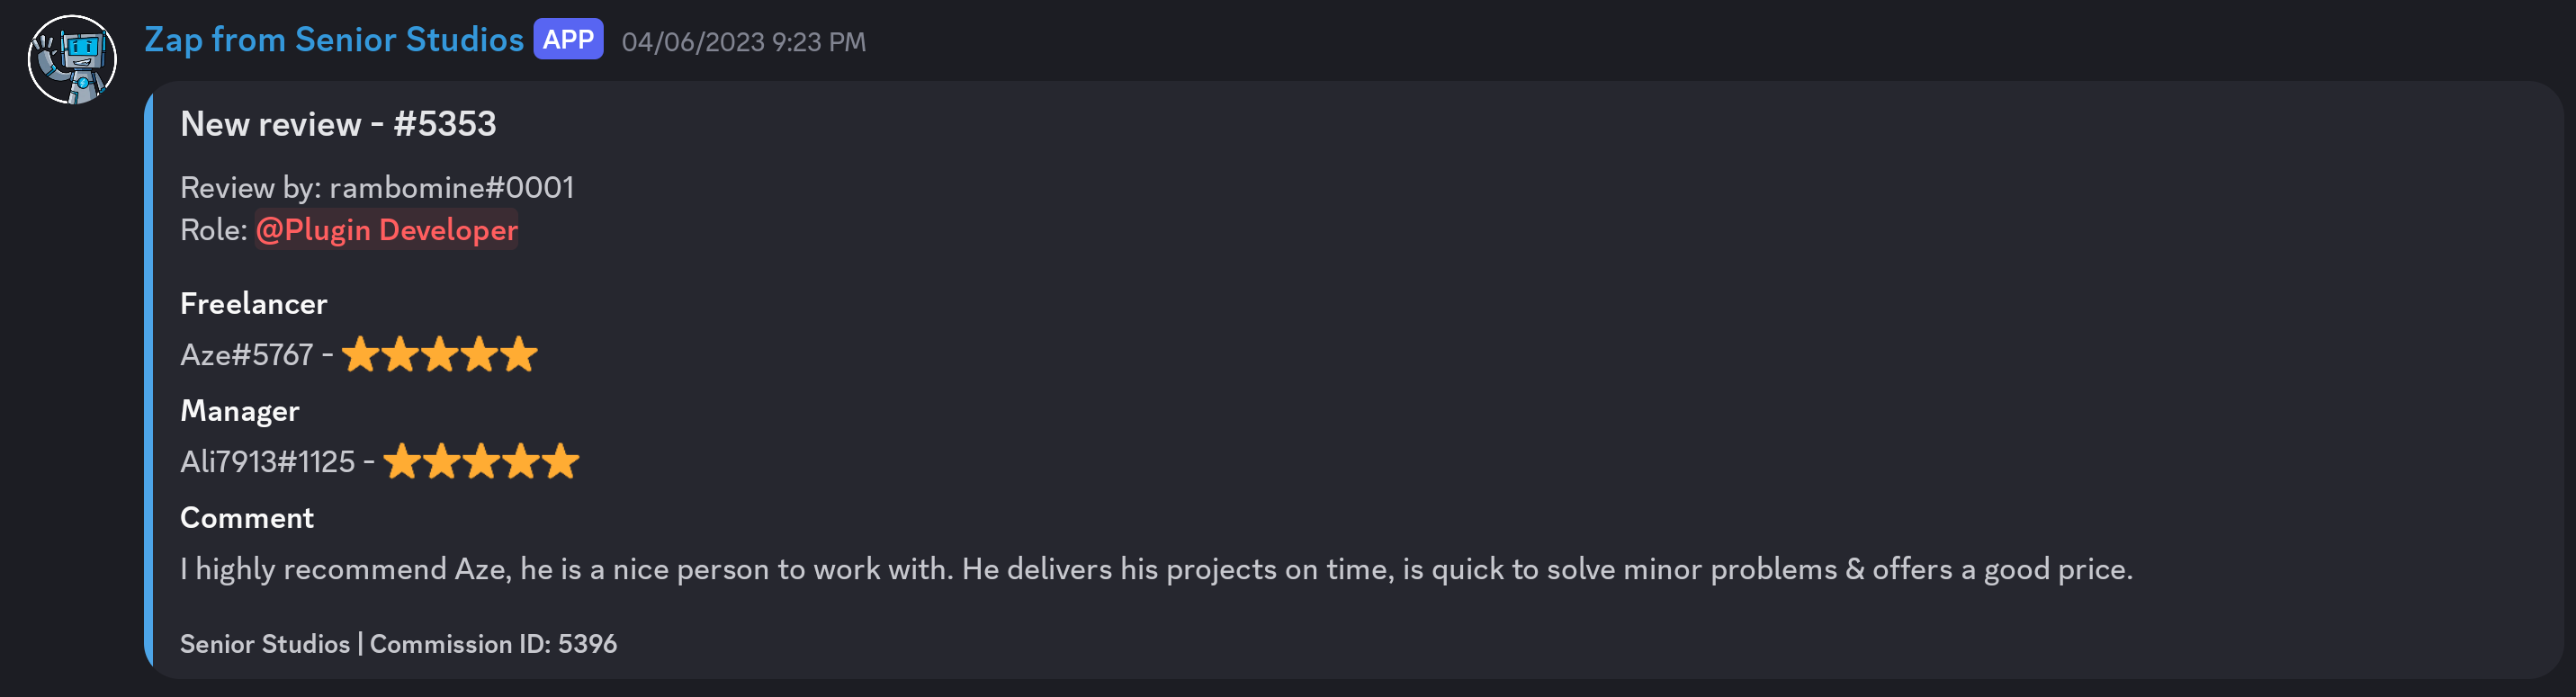 Zap from Senior Studios APP 04/06/2023 9:23 PM
New review - #5353
Review by: rambomine#0001
Role: @Plugin Developer
Freelancer
Aze#5767 - ⭐⭐⭐⭐⭐
Manager
Ali7913#1125 - ⭐⭐⭐⭐⭐
Comment
I highly recommend Aze, he is a nice person to work with. He delivers his projects on time, is quick to solve minor problems & offers a good price.
Senior Studios | Commission ID: 5396